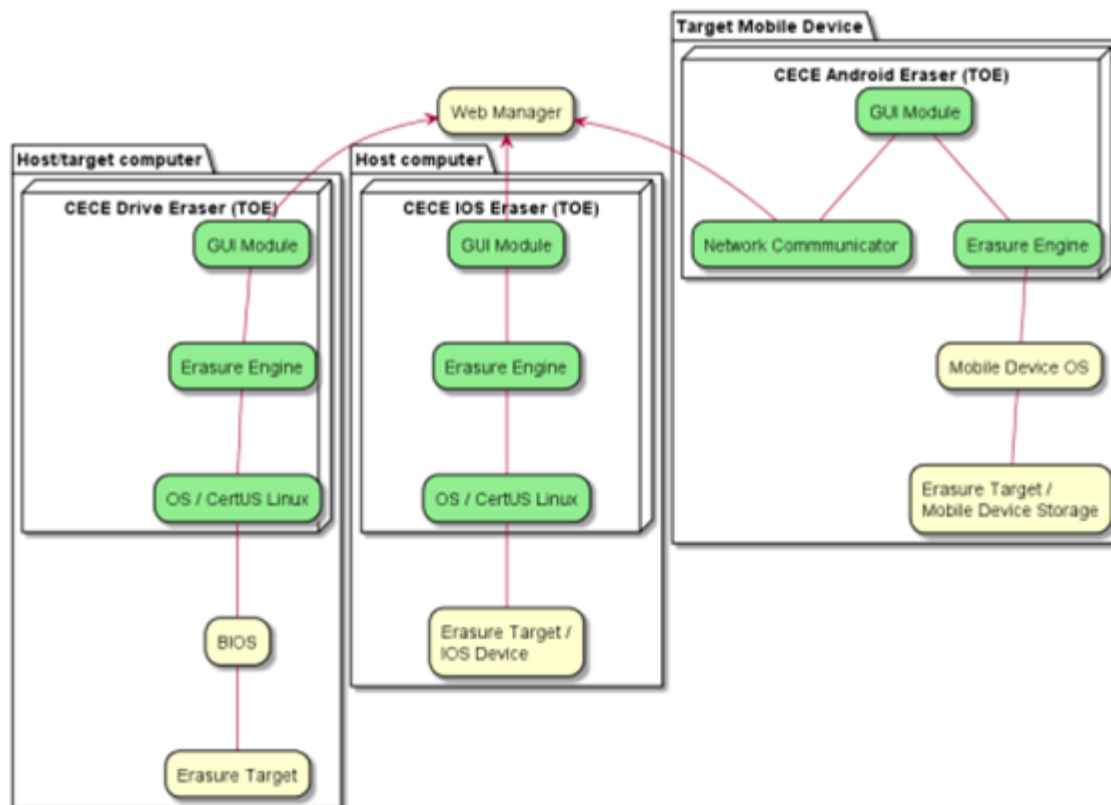 Target Mobile Device
CECE Android Eraser (TOE)
GUI Module
Web Manager
Network Commmunicator
Erasure Engine
Mobile Device OS
Erasure Target /
Mobile Device Storage
Host/target computer
CECE Drive Eraser (TOE)
GUI Module
Erasure Engine
OS / CertUS Linux
BIOS
Erasure Target
Host computer
CECE IOS Eraser (TOE)
GUI Module
Erasure Engine
OS / CertUS Linux
Erasure Target /
IOS Device